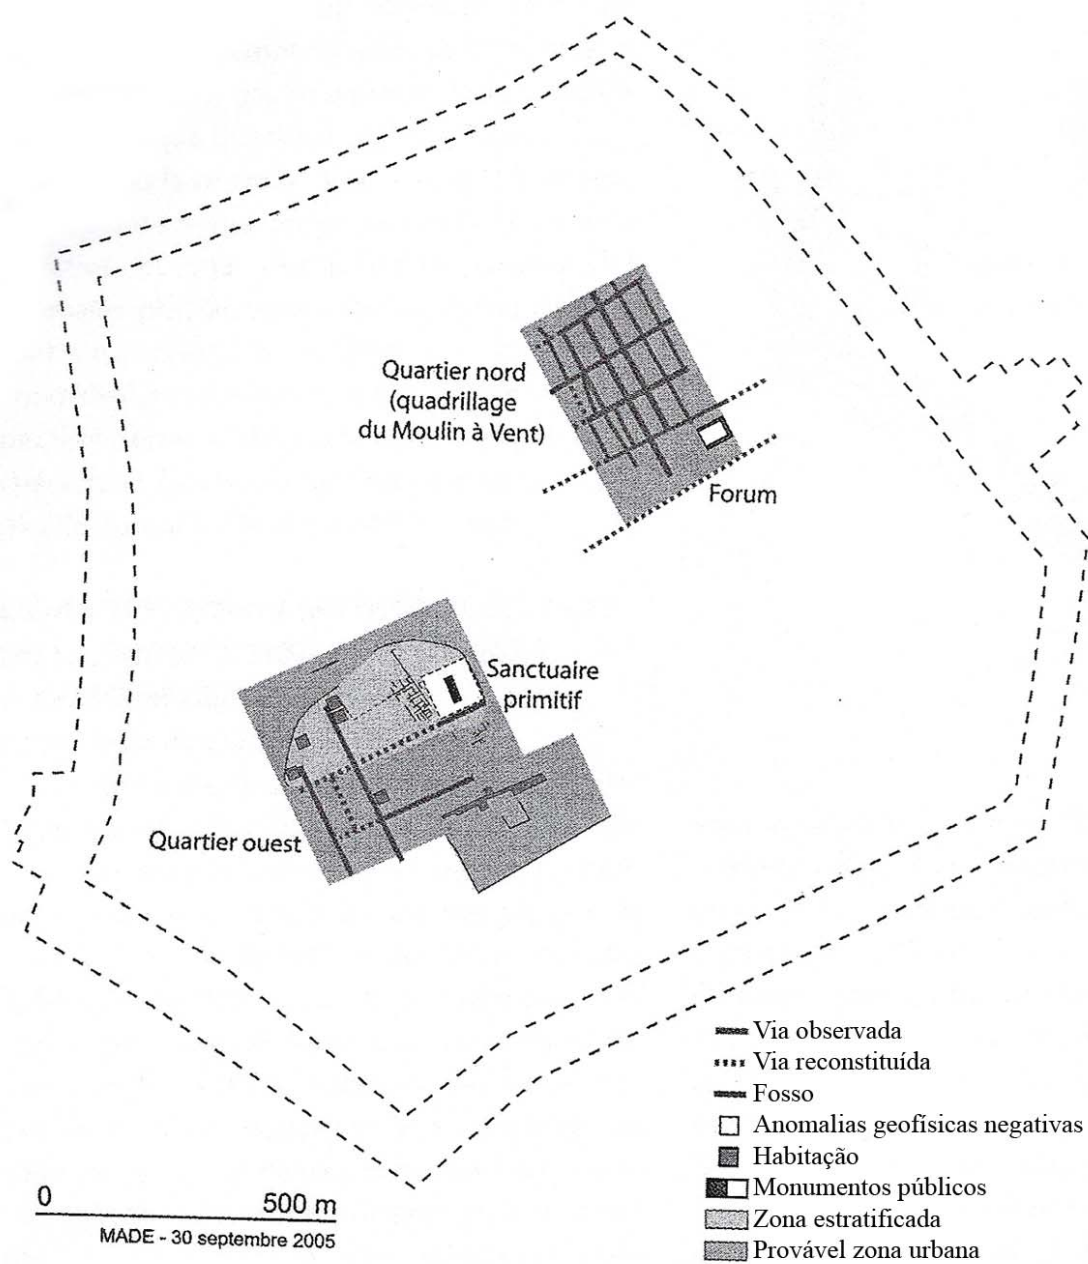 Quartier nord
(quadrillage
du Moulin à Vent)
Forum
Sanctuaire
primitif
Quartier ouest
0 500 m
MADE - 30 septembre 2005
Via observada
Via reconstituída
Fosso
Anomalias geofísicas negativas
Habitação
Monumentos públicos
Zona estratificada
Provável zona urbana